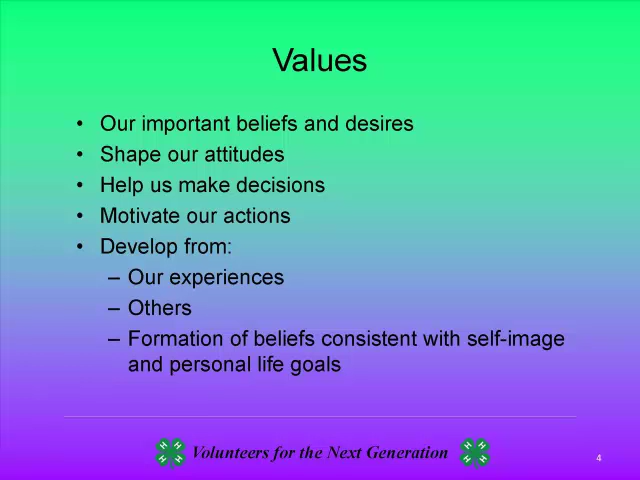 Values
• Our important beliefs and desires
• Shape our attitudes
• Help us make decisions
• Motivate our actions
• Develop from:
– Our experiences
– Others
– Formation of beliefs consistent with self-image
and personal life goals
H H H H Volunteers for the Next Generation H H H H
4